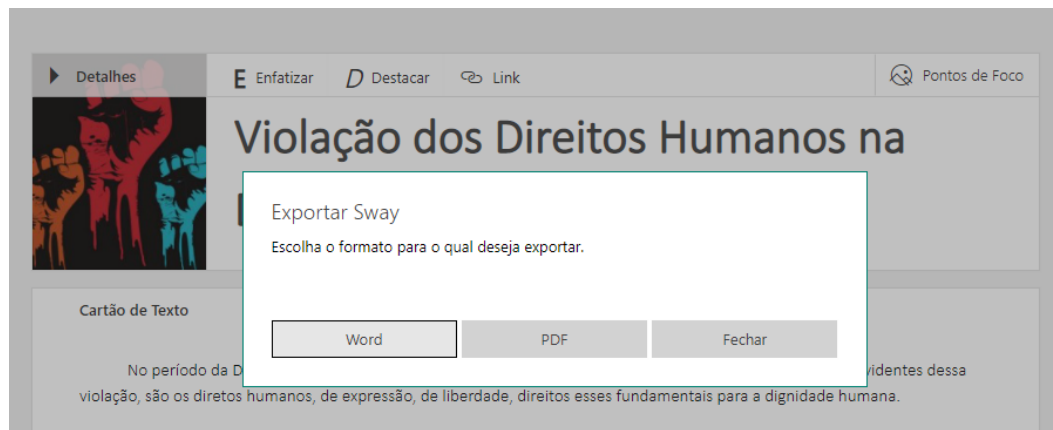 Detalhes
E Enfatizar D Destacar Link
Pontos de Foco
Violação dos Direitos Humanos na
Exportar Sway
Escolha o formato para o qual deseja exportar.
Word PDF Fechar
Cartão de Texto
No período da D
videntes dessa
violação, são os diretos humanos, de expressão, de liberdade, direitos esses fundamentais para a dignidade humana.